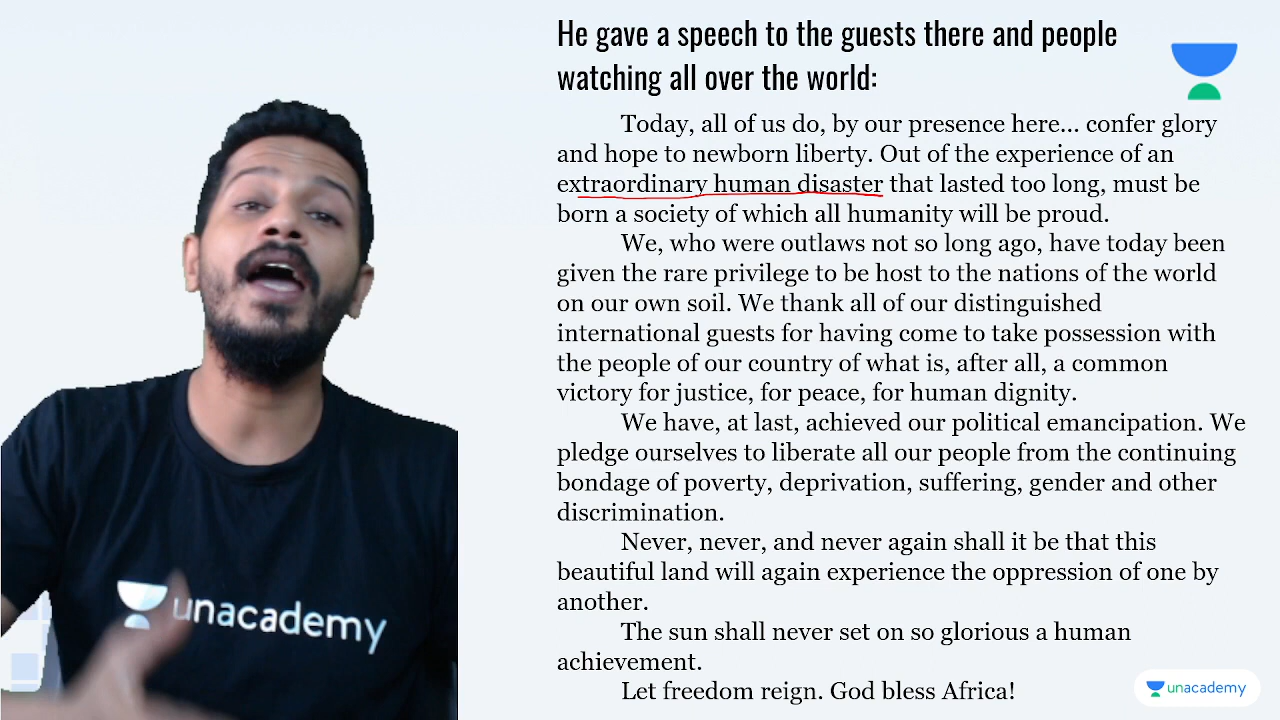 He gave a speech to the guests there and people
watching all over the world:
Today, all of us do, by our presence here... confer glory
and hope to newborn liberty. Out of the experience of an
extraordinary human disaster that lasted too long, must be
born a society of which all humanity will be proud.
We, who were outlaws not so long ago, have today been
given the rare privilege to be host to the nations of the world
on our own soil. We thank all of our distinguished
international guests for having come to take possession with
the people of our country of what is, after all, a common
victory for justice, for peace, for human dignity.
We have, at last, achieved our political emancipation. We
pledge ourselves to liberate all our people from the continuing
bondage of poverty, deprivation, suffering, gender and other
discrimination.
Never, never, and never again shall it be that this
beautiful land will again experience the oppression of one by
another.
The sun shall never set on so glorious a human
achievement.
Let freedom reign. God bless Africa!
unacademy
unacademy